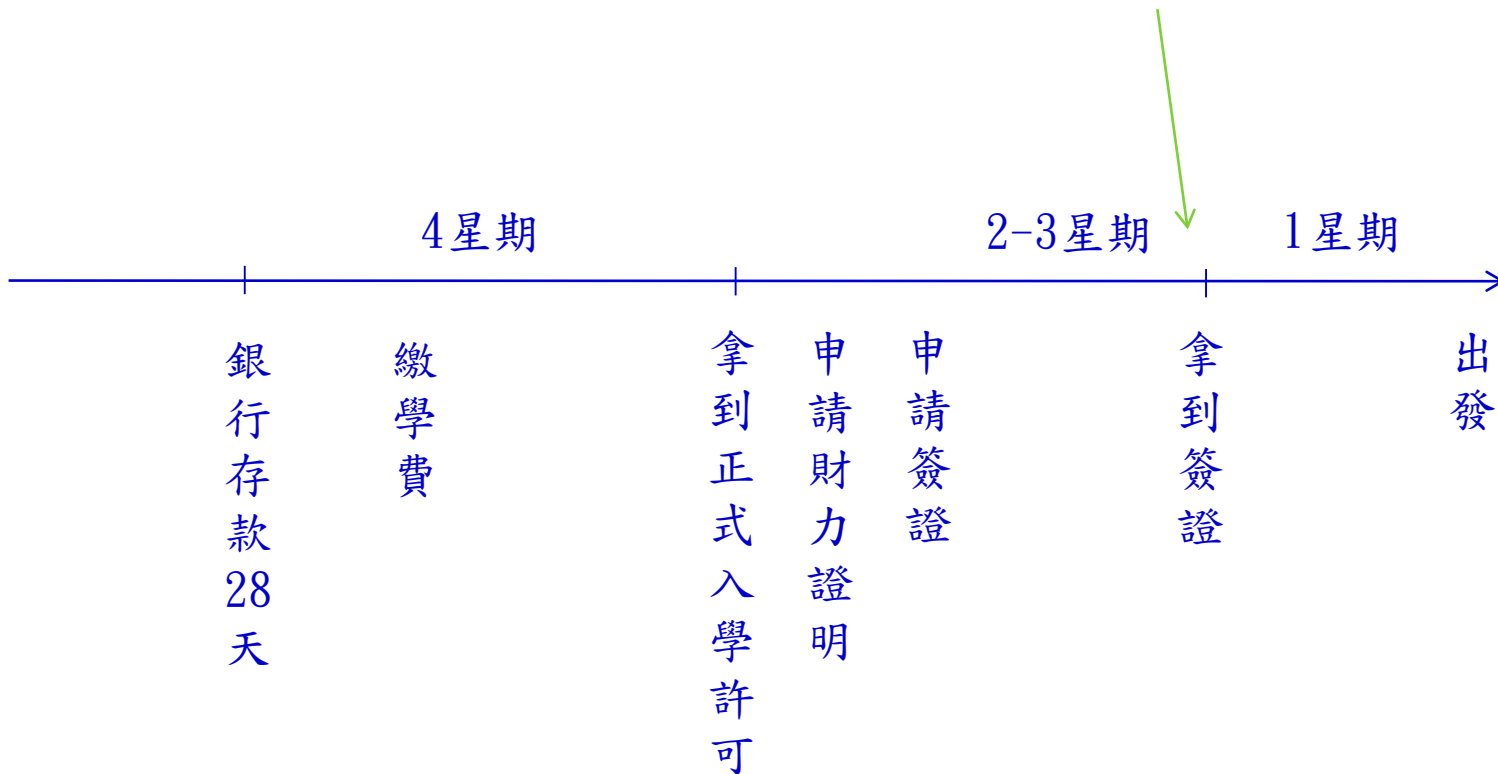 4星期
2-3星期
1星期
銀行存款28天
繳學費
拿到正式入學許可
申請財力證明
申請簽證
拿到簽證
出發